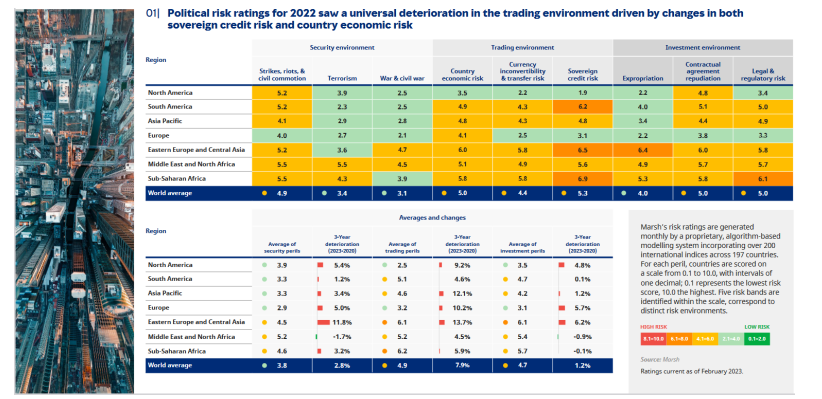 01| Political risk ratings for 2022 saw a universal deterioration in the trading environment driven by changes in both
sovereign credit risk and country economic risk
Security environment Trading environment Investment environment
Region Strikes, riots, & civil commotion Terrorism War & civil war Country economic risk Currency inconvertibility & transfer risk Sovereign credit risk Expropriation Contractual agreement repudiation Legal & regulatory risk
North America 5.2 3.9 2.5 3.5 2.2 1.9 2.2 4.8 3.4
South America 5.2 2.3 2.5 4.9 4.3 6.2 4.0 5.1 5.0
Asia Pacific 4.1 2.9 2.8 4.8 4.3 4.8 3.4 4.4 4.9
Europe 4.0 2.7 2.1 4.1 2.5 3.1 2.2 3.8 3.3
Eastern Europe and Central Asia 5.2 3.6 4.7 6.0 5.8 6.5 6.4 6.0 5.8
Middle East and North Africa 5.5 5.5 4.5 5.1 4.9 5.6 4.9 5.7 5.7
Sub-Saharan Africa 5.5 4.3 3.9 5.8 5.8 6.9 5.3 5.8 6.1
World average 4.9 3.4 3.1 5.0 4.4 5.3 4.0 5.0 5.0
Averages and changes
Region Average of security perils 3-Year deterioration (2023-2020) Average of trading perils 3-Year deterioration (2023-2020) Average of investment perils 3-Year deterioration (2023-2020)
North America 3.9 5.4% 2.5 9.2% 3.5 4.8%
South America 3.3 1.2% 5.1 4.6% 4.7 0.1%
Asia Pacific 3.3 3.4% 4.6 12.1% 4.2 1.2%
Europe 2.9 5.0% 3.2 10.2% 3.1 5.7%
Eastern Europe and Central Asia 4.5 11.8% 6.1 13.7% 6.1 6.2%
Middle East and North Africa 5.2 -1.7% 5.2 4.5% 5.4 -0.9%
Sub-Saharan Africa 4.6 3.2% 6.2 5.9% 5.7 -0.1%
World average 3.8 2.8% 4.9 7.9% 4.7 1.2%
Marsh's risk ratings are generated
monthly by a proprietary, algorithm-based
modelling system incorporating over 200
international indices across 197 countries.
For each peril, countries are scored on
a scale from 0.1 to 10.0, with intervals of
one decimal; 0.1 represents the lowest risk
score, 10.0 the highest. Five risk bands are
identified within the scale, correspond to
distinct risk environments.
HIGH RISK LOW RISK
8.1–10.0 6.1–8.0 4.1–6.0 2.1–4.0 0.1–2.0
Source: Marsh
Ratings current as of February 2023.